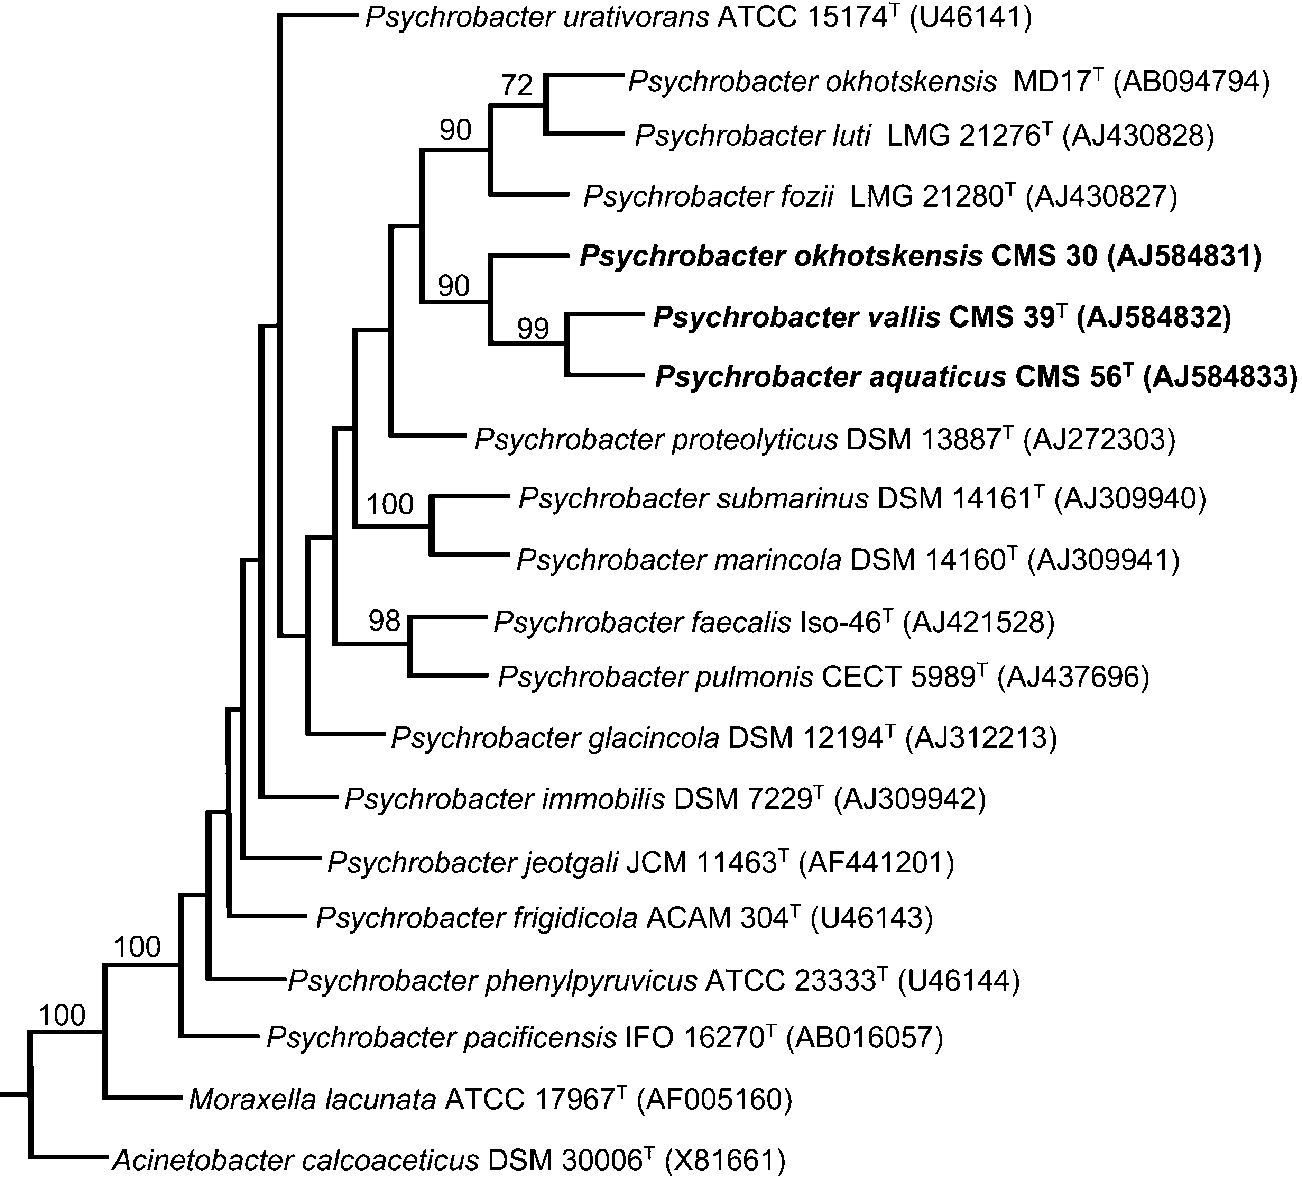 Psychrobacter urativorans ATCC 15174ᵀ (U46141)
72
Psychrobacter okhotskensis MD17ᵀ (AB094794)
90
Psychrobacter luti LMG 21276ᵀ (AJ430828)
Psychrobacter fozii LMG 21280ᵀ (AJ430827)
Psychrobacter okhotskensis CMS 30 (AJ584831)
90
Psychrobacter vallis CMS 39ᵀ (AJ584832)
99
Psychrobacter aquaticus CMS 56ᵀ (AJ584833)
Psychrobacter proteolyticus DSM 13887ᵀ (AJ272303)
100
Psychrobacter submarinus DSM 14161ᵀ (AJ309940)
Psychrobacter marincola DSM 14160ᵀ (AJ309941)
98
Psychrobacter faecalis Iso-46ᵀ (AJ421528)
Psychrobacter pulmonis CECT 5989ᵀ (AJ437696)
Psychrobacter glacincola DSM 12194ᵀ (AJ312213)
Psychrobacter immobilis DSM 7229ᵀ (AJ309942)
Psychrobacter jeotgali JCM 11463ᵀ (AF441201)
Psychrobacter frigidicola ACAM 304ᵀ (U46143)
100
Psychrobacter phenylpyruvicus ATCC 23333ᵀ (U46144)
100
Psychrobacter pacificensis IFO 16270ᵀ (AB016057)
Moraxella lacunata ATCC 17967ᵀ (AF005160)
Acinetobacter calcoaceticus DSM 30006ᵀ (X81661)